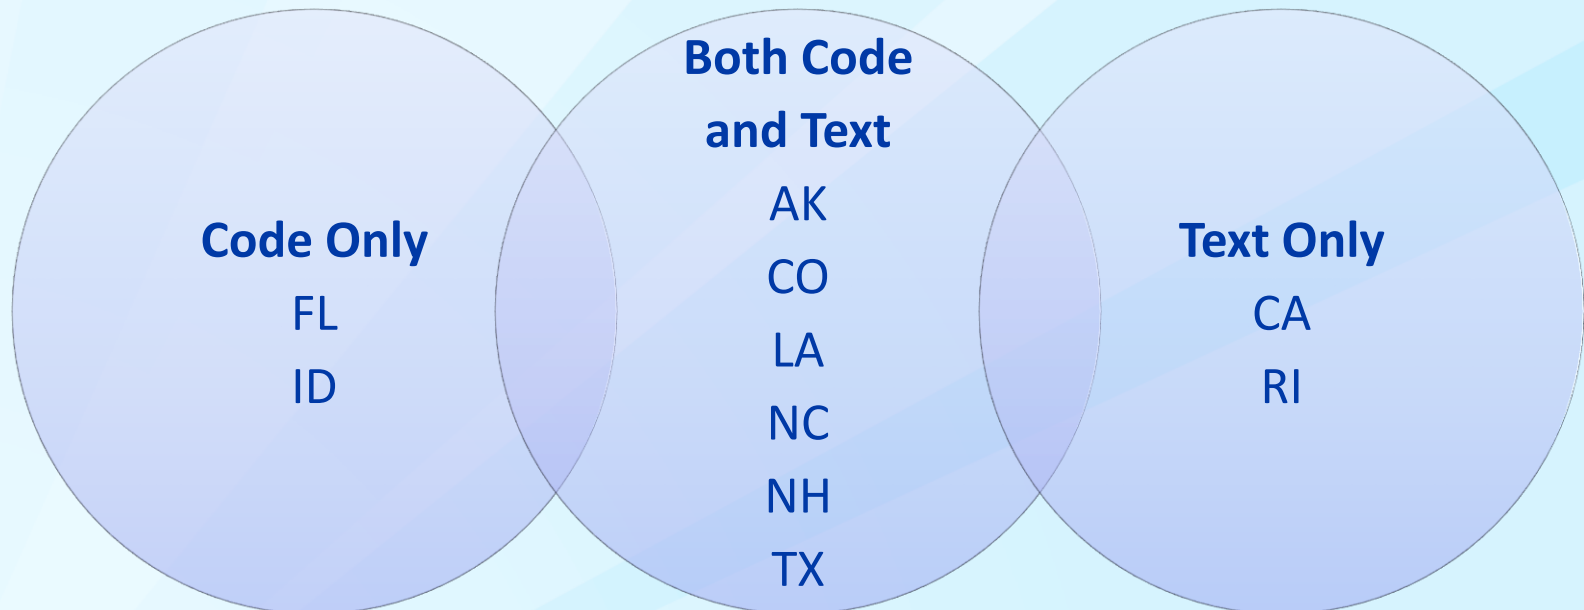 Code Only
FL
ID
Both Code
and Text
AK
CO
LA
NC
NH
TX
Text Only
CA
RI